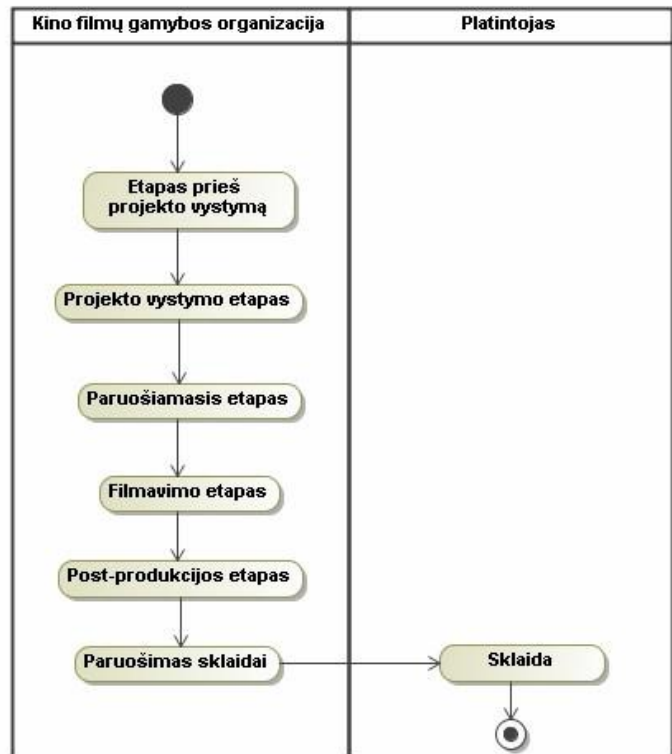 Kino filmų gamybos organizacija
Platintojas
Etapas prieš
projekto vystymą
Projekto vystymo etapas
Paruošiamasis etapas
Filmavimo etapas
Post-produkcijos etapas
Paruošimas sklaidai
Sklaida